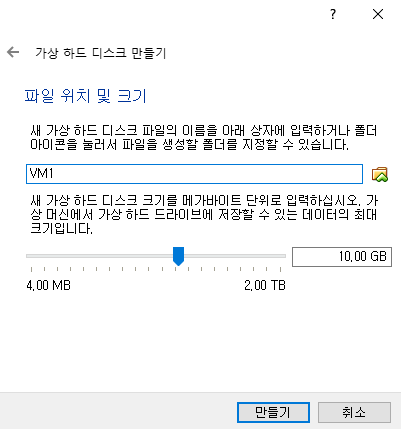 ?
가상 하드 디스크 만들기
파일 위치 및 크기
새 가상 하드 디스크 파일의 이름을 아래 상자에 입력하거나 폴더
아이콘을 눌러서 파일을 생성할 폴더를 지정할 수 있습니다.
VM1
새 가상 하드 디스크 크기를 메가바이트 단위로 입력하십시오. 가
상 머신에서 가상 하드 드라이브에 저장할 수 있는 데이터의 최대
크기입니다.
10,00 GB
4,00 MB 2,00 TB
만들기 취소